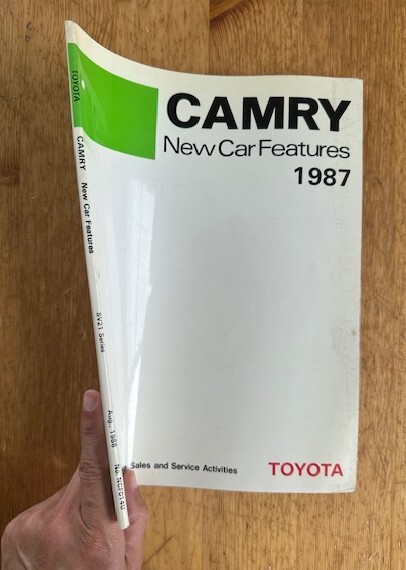 CAMRY
New Car Features
1987
Sales and Service Activities
TOYOTA
TOYOTA CAMRY New Car Features SV21 Series Aug., 1986 No.